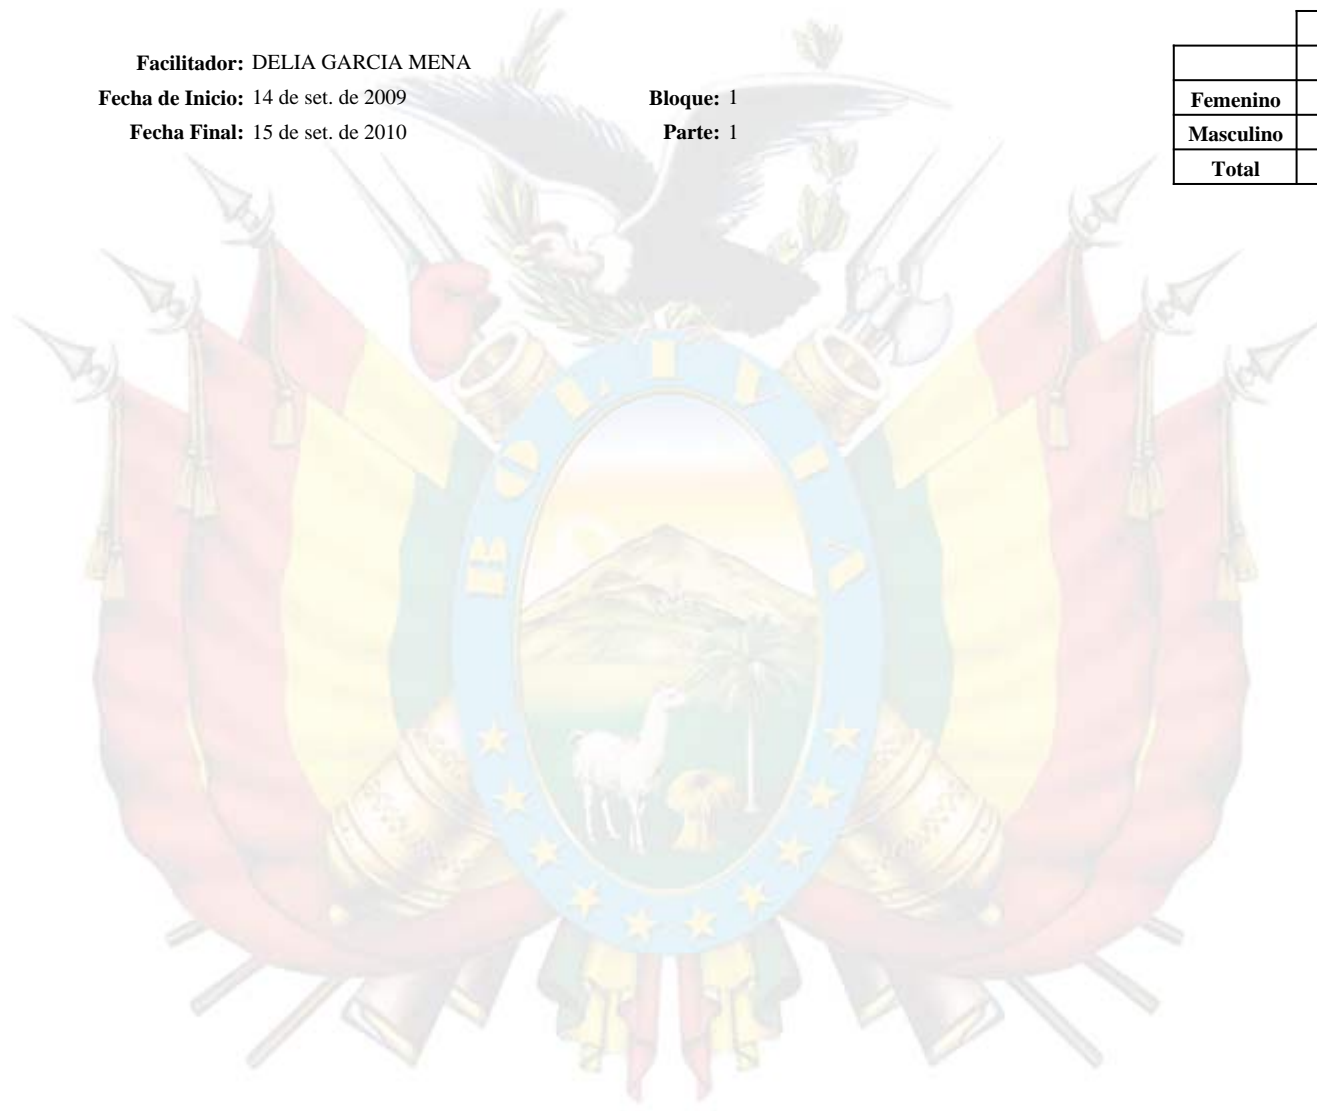 Facilitador: DELIA GARCIA MENA
Fecha de Inicio: 14 de set. de 2009 Bloque: 1
Fecha Final: 15 de set. de 2010 Parte: 1
Femenino
Masculino
Total
BOLIVIA